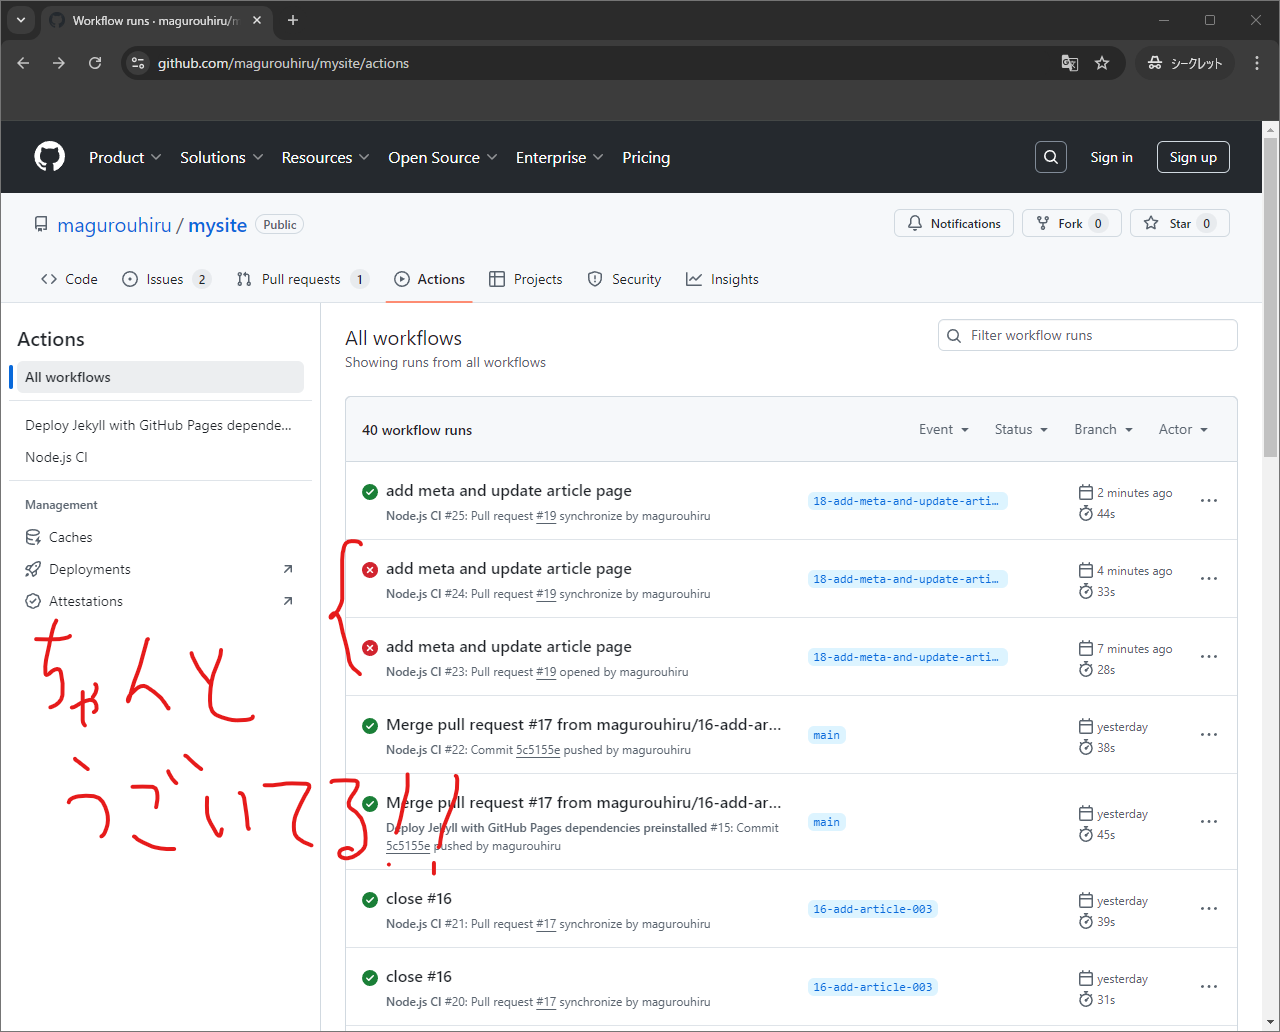 Workflow runs · magurouhiru/m
github.com/magurouhiru/mysite/actions
シークレット
Product Solutions Resources Open Source Enterprise Pricing
Sign in Sign up
magurouhiru / mysite Public
Notifications Fork 0 Star 0
Code Issues 2 Pull requests 1 Actions Projects Security Insights
Actions
All workflows
Deploy Jekyll with GitHub Pages depende...
Node.js CI
Management
Caches
Deployments
Attestations
ちゃんと
うごいてる!!
All workflows
Showing runs from all workflows
Filter workflow runs
40 workflow runs
Event Status Branch Actor
add meta and update article page
Node.js CI #25: Pull request #19 synchronize by magurouhiru
18-add-meta-and-update-arti…
2 minutes ago
44s
add meta and update article page
Node.js CI #24: Pull request #19 synchronize by magurouhiru
18-add-meta-and-update-arti…
4 minutes ago
33s
add meta and update article page
Node.js CI #23: Pull request #19 opened by magurouhiru
18-add-meta-and-update-arti…
7 minutes ago
28s
Merge pull request #17 from magurouhiru/16-add-ar...
Node.js CI #22: Commit 5c5155e pushed by magurouhiru
main
yesterday
38s
Merge pull request #17 from magurouhiru/16-add-ar...
Deploy Jekyll with GitHub Pages dependencies preinstalled #15: Commit
5c5155e pushed by magurouhiru
main
yesterday
45s
close #16
Node.js CI #21: Pull request #17 synchronize by magurouhiru
16-add-article-003
yesterday
39s
close #16
Node.js CI #20: Pull request #17 synchronize by magurouhiru
16-add-article-003
yesterday
31s